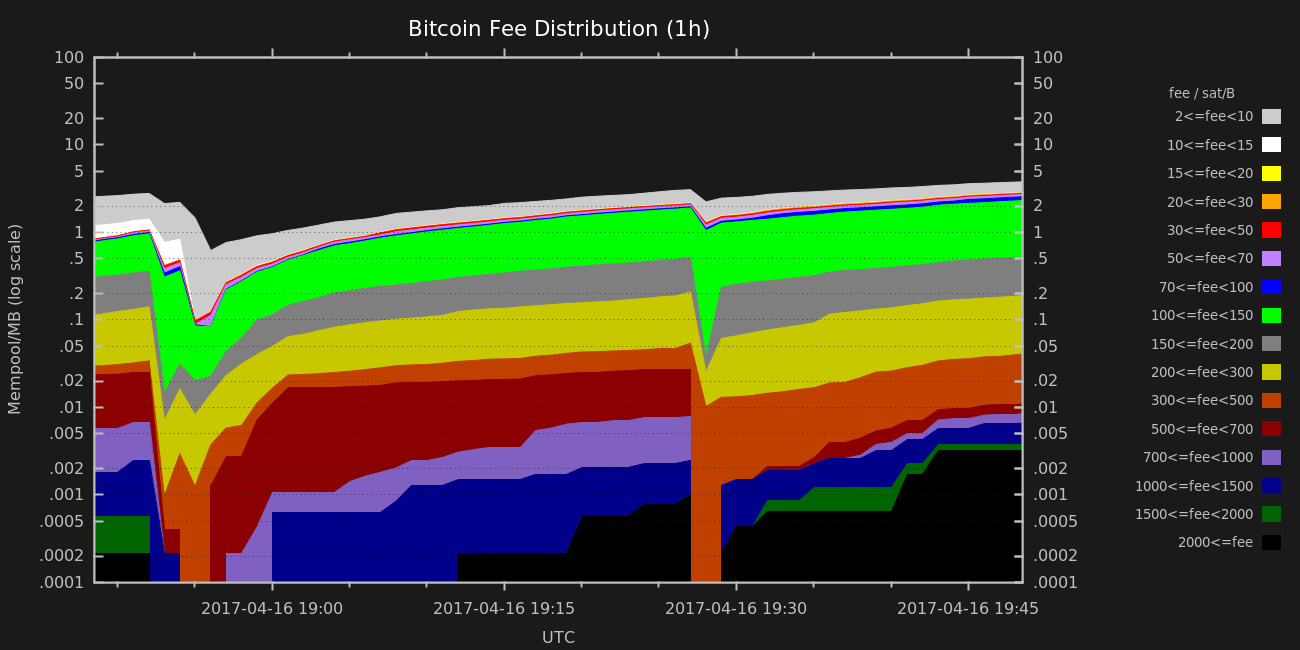 Bitcoin Fee Distribution (1h)
Mempool/MB (log scale)
100
50
20
10
5
2
1
.5
.2
.1
.05
.02
.01
.005
.002
.001
.0005
.0002
.0001
100
50
20
10
5
2
1
.5
.2
.1
.05
.02
.01
.005
.002
.001
.0005
.0002
.0001
2017-04-16 19:00
2017-04-16 19:15
2017-04-16 19:30
2017-04-16 19:45
UTC
fee / sat/B
2<=fee<10
10<=fee<15
15<=fee<20
20<=fee<30
30<=fee<50
50<=fee<70
70<=fee<100
100<=fee<150
150<=fee<200
200<=fee<300
300<=fee<500
500<=fee<700
700<=fee<1000
1000<=fee<1500
1500<=fee<2000
2000<=fee